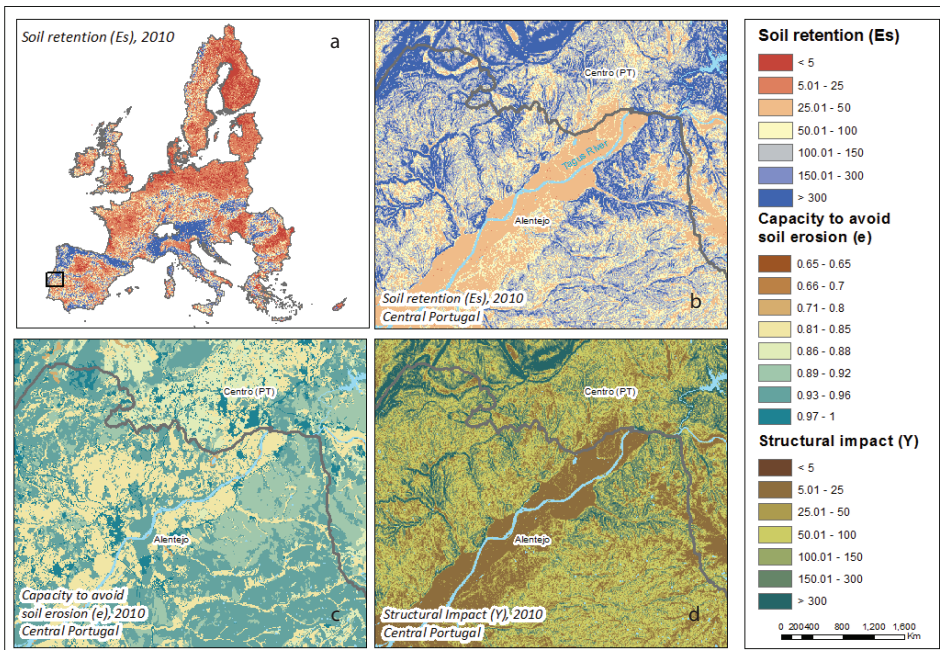 Soil retention (Es), 2010
a
Centro (PT)
Tagus River
Alentejo
Soil retention (Es), 2010
Central Portugal
b
Centro (PT)
Alentejo
Capacity to avoid
soil erosion (e), 2010
Central Portugal
c
Centro (PT)
Alentejo
Structural Impact (Y), 2010
Central Portugal
d
Soil retention (Es)
< 5
5.01 - 25
25.01 - 50
50.01 - 100
100.01 - 150
150.01 - 300
> 300
Capacity to avoid
soil erosion (e)
0.65 - 0.65
0.66 - 0.7
0.71 - 0.8
0.81 - 0.85
0.86 - 0.88
0.89 - 0.92
0.93 - 0.96
0.97 - 1
Structural impact (Y)
< 5
5.01 - 25
25.01 - 50
50.01 - 100
100.01 - 150
150.01 - 300
> 300
0 200400 800 1,200 1,600
Km